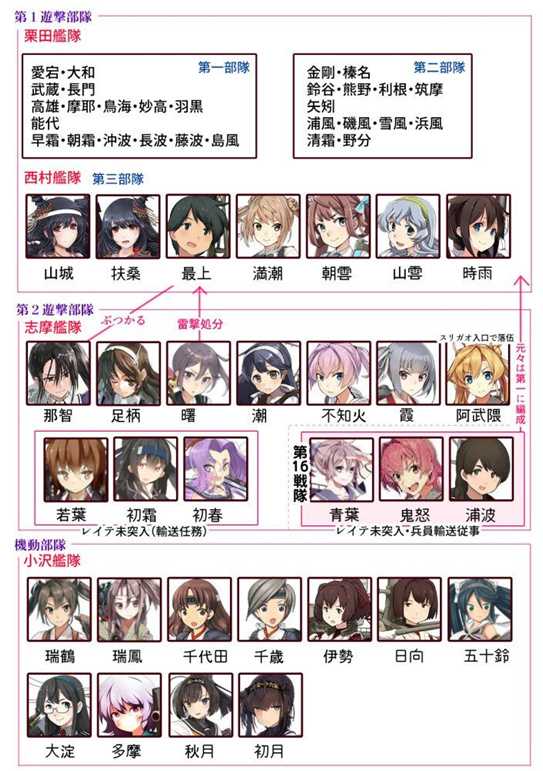 第１遊撃部隊
栗田艦隊
第一部隊
愛宕・大和
武蔵・長門
高雄・摩耶・鳥海・妙高・羽黒
能代
早霜・朝霜・沖波・長波・藤波・島風
第二部隊
金剛・榛名
鈴谷・熊野・利根・筑摩
矢矧
浦風・磯風・雪風・浜風
清霜・野分
西村艦隊 第三部隊
山城 扶桑 最上 満潮 朝雲 山雲 時雨
第２遊撃部隊
志摩艦隊
ぶつかる
雷撃処分
スリガオ入口で落伍
元々は第一に編成
那智 足柄 曙 潮 不知火 霞 阿武隈
若葉 初霜 初春
レイテ未突入（輸送任務）
第16戦隊
青葉 鬼怒 浦波
レイテ未突入・兵員輸送従事
機動部隊
小沢艦隊
瑞鶴 瑞鳳 千代田 千歳 伊勢 日向 五十鈴
大淀 多摩 秋月 初月